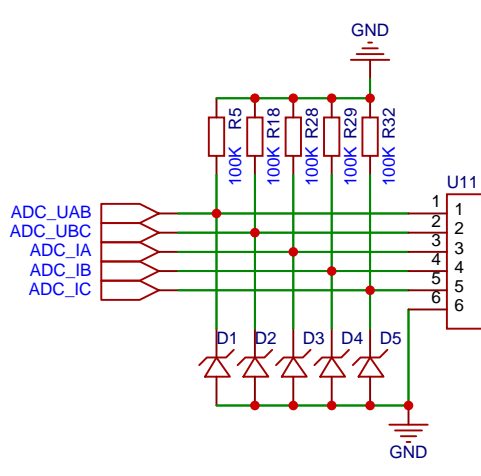 GND
R5
100K
R18
100K
R28
100K
R29
100K
R32
100K
U11
ADC_UAB
1
1
ADC_UBC
2
2
ADC_IA
3
3
ADC_IB
4
4
ADC_IC
5
5
6
6
D1
D2
D3
D4
D5
GND